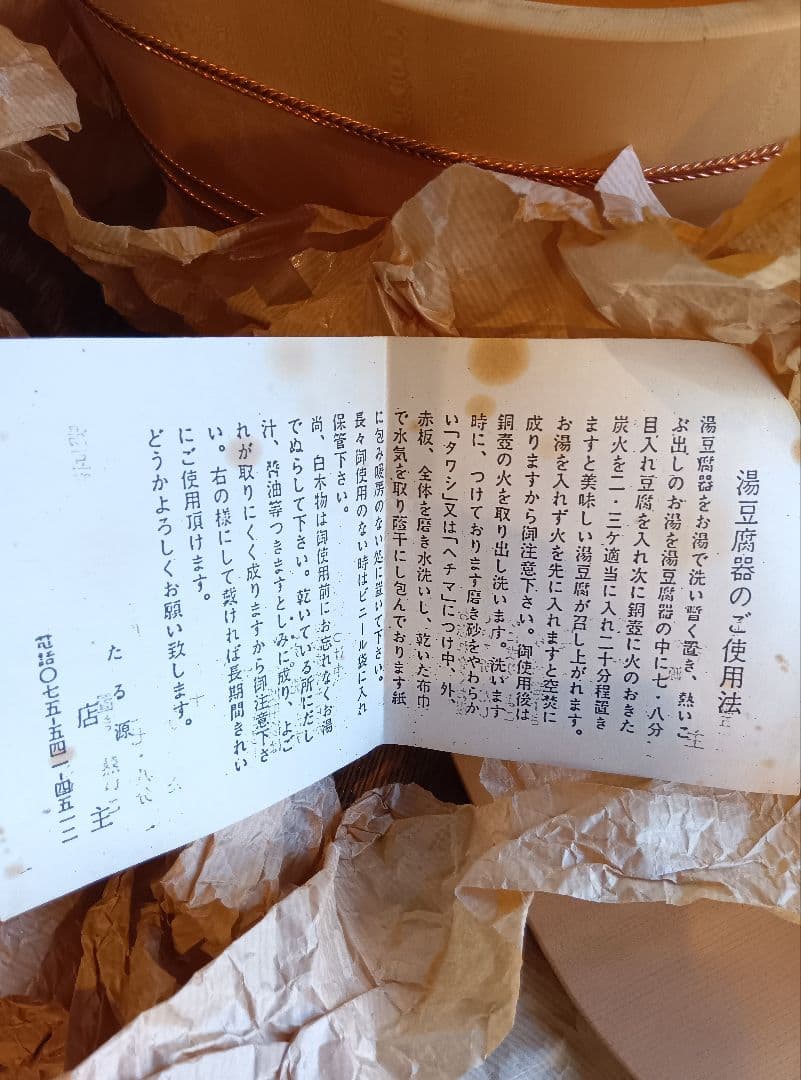 湯豆腐器のご使用法
湯豆腐器をお湯で洗い暫く置き、熱いこ
ぶ出しのお湯を湯豆腐器の中に七・八分
目入れ豆腐を入れ次に銅壺に火のおきた
炭火を二・三ケ適当に入れ二十分程置き
ますと美味しい湯豆腐が召し上がれます。
お湯を入れず火を先に入れますと空焚に
成りますから御注意下さい。御使用後は
銅壺の火を取り出し洗います。洗います
時に、つけております磨き砂をやわらか
い「タワシ」又は「ヘチマ」につけ中、外、
赤板、全体を磨き水洗いし、乾いた布巾
で水気を取り蔭干にし包んでおります紙
に包み暖房のない処に置いて下さい。
長々御使用のない時はビニール袋に入れ
保管下さい。
尚、白木物は御使用前にお忘れなくお湯
でぬらして下さい。乾いている所にだし
汁、醬油等つきますとしみに成り、よご
れが取りにくく成りますから御注意下さ
い。右の様にして戴ければ長期間きれい
にご使用頂けます。
どうかよろしくお願い致します。
たる源
店主
電話〇七五-五四一-四五二二